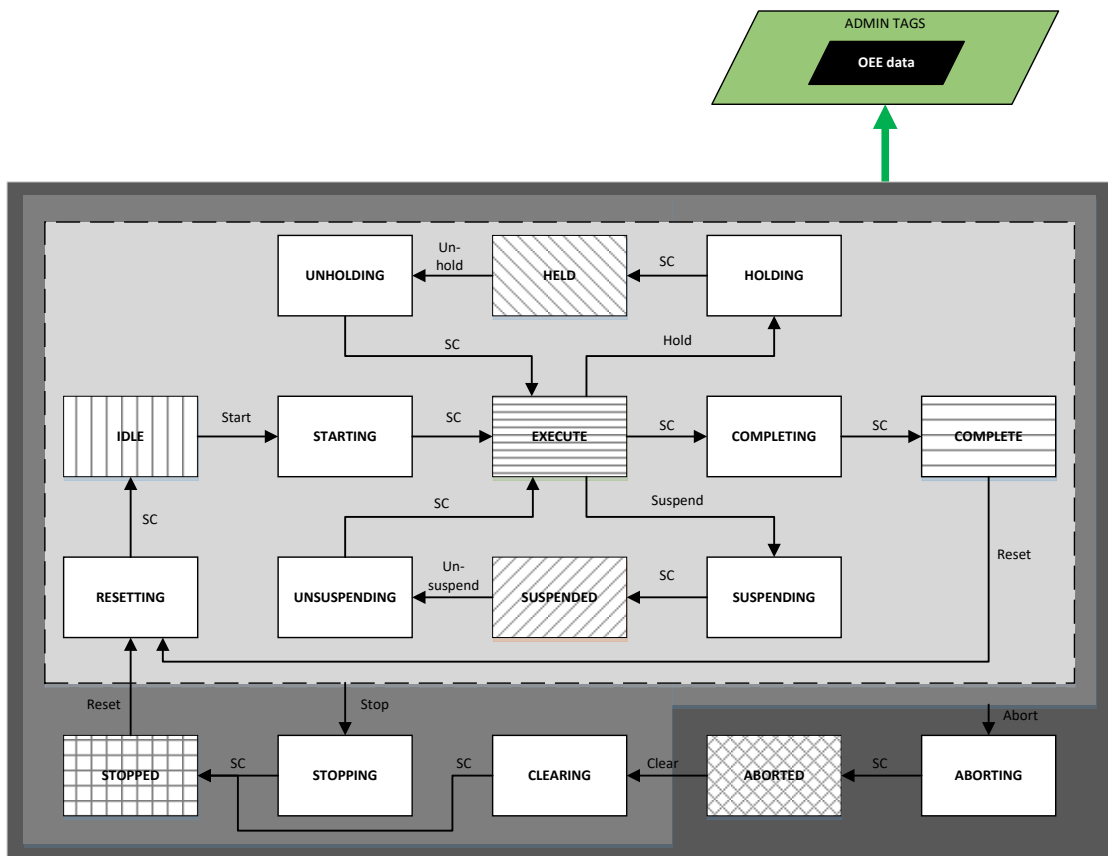 ADMIN TAGS
OEE data
UNHOLDING
Un-
hold
HELD
SC
HOLDING
SC
Hold
IDLE
Start
STARTING
SC
EXECUTE
SC
COMPLETING
SC
COMPLETE
SC
SC
Suspend
Reset
RESETTING
UNSUSPENDING
Un-
suspend
SUSPENDED
SC
SUSPENDING
Reset
Stop
Abort
STOPPED
SC
STOPPING
SC
CLEARING
Clear
ABORTED
SC
ABORTING